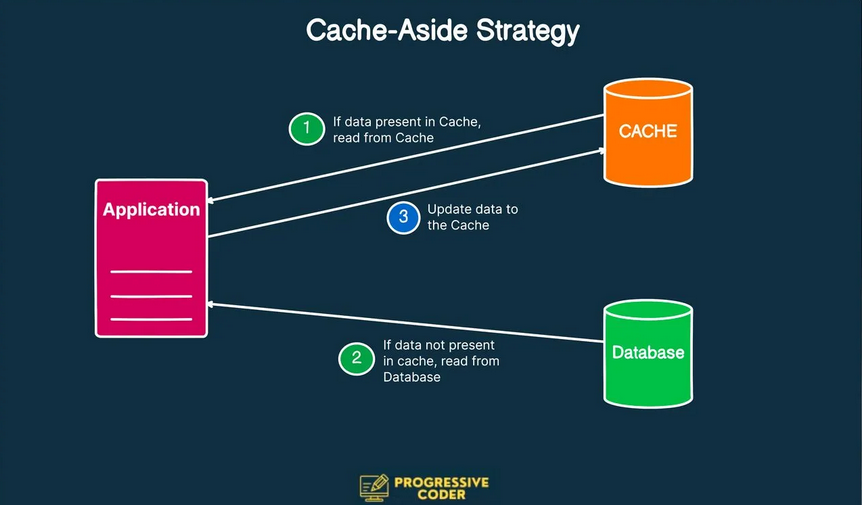 Cache-Aside Strategy
1
If data present in Cache,
read from Cache
CACHE
Application
3
Update data to
the Cache
2
If data not present
in cache, read from
Database
Database
PROGRESSIVE
CODER